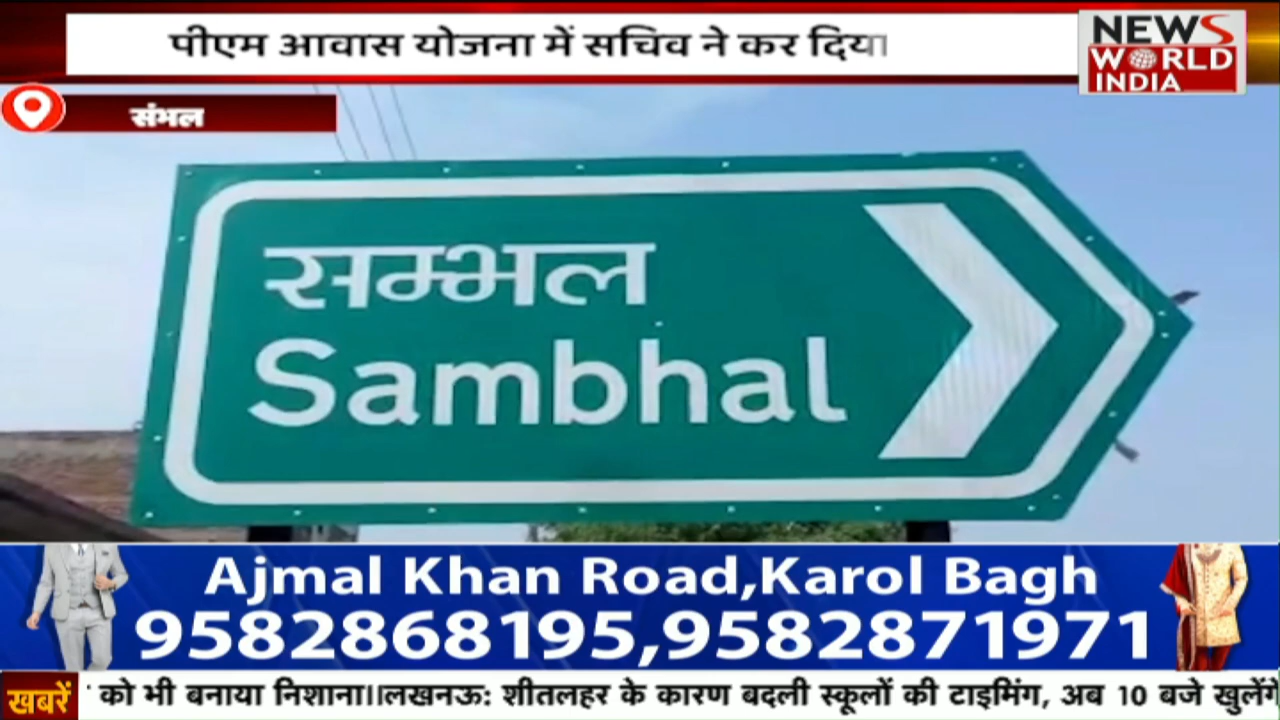 पीएम आवास योजना में सचिव ने कर दिया
NEWS
WORLD
INDIA
संभल
सम्भल
Sambhal
Ajmal Khan Road,Karol Bagh
9582868195,9582871971
खबरें
को भी बनाया निशाना||लखनऊ: शीतलहर के कारण बदली स्कूलों की टाइमिंग, अब 10 बजे खुलेंगे